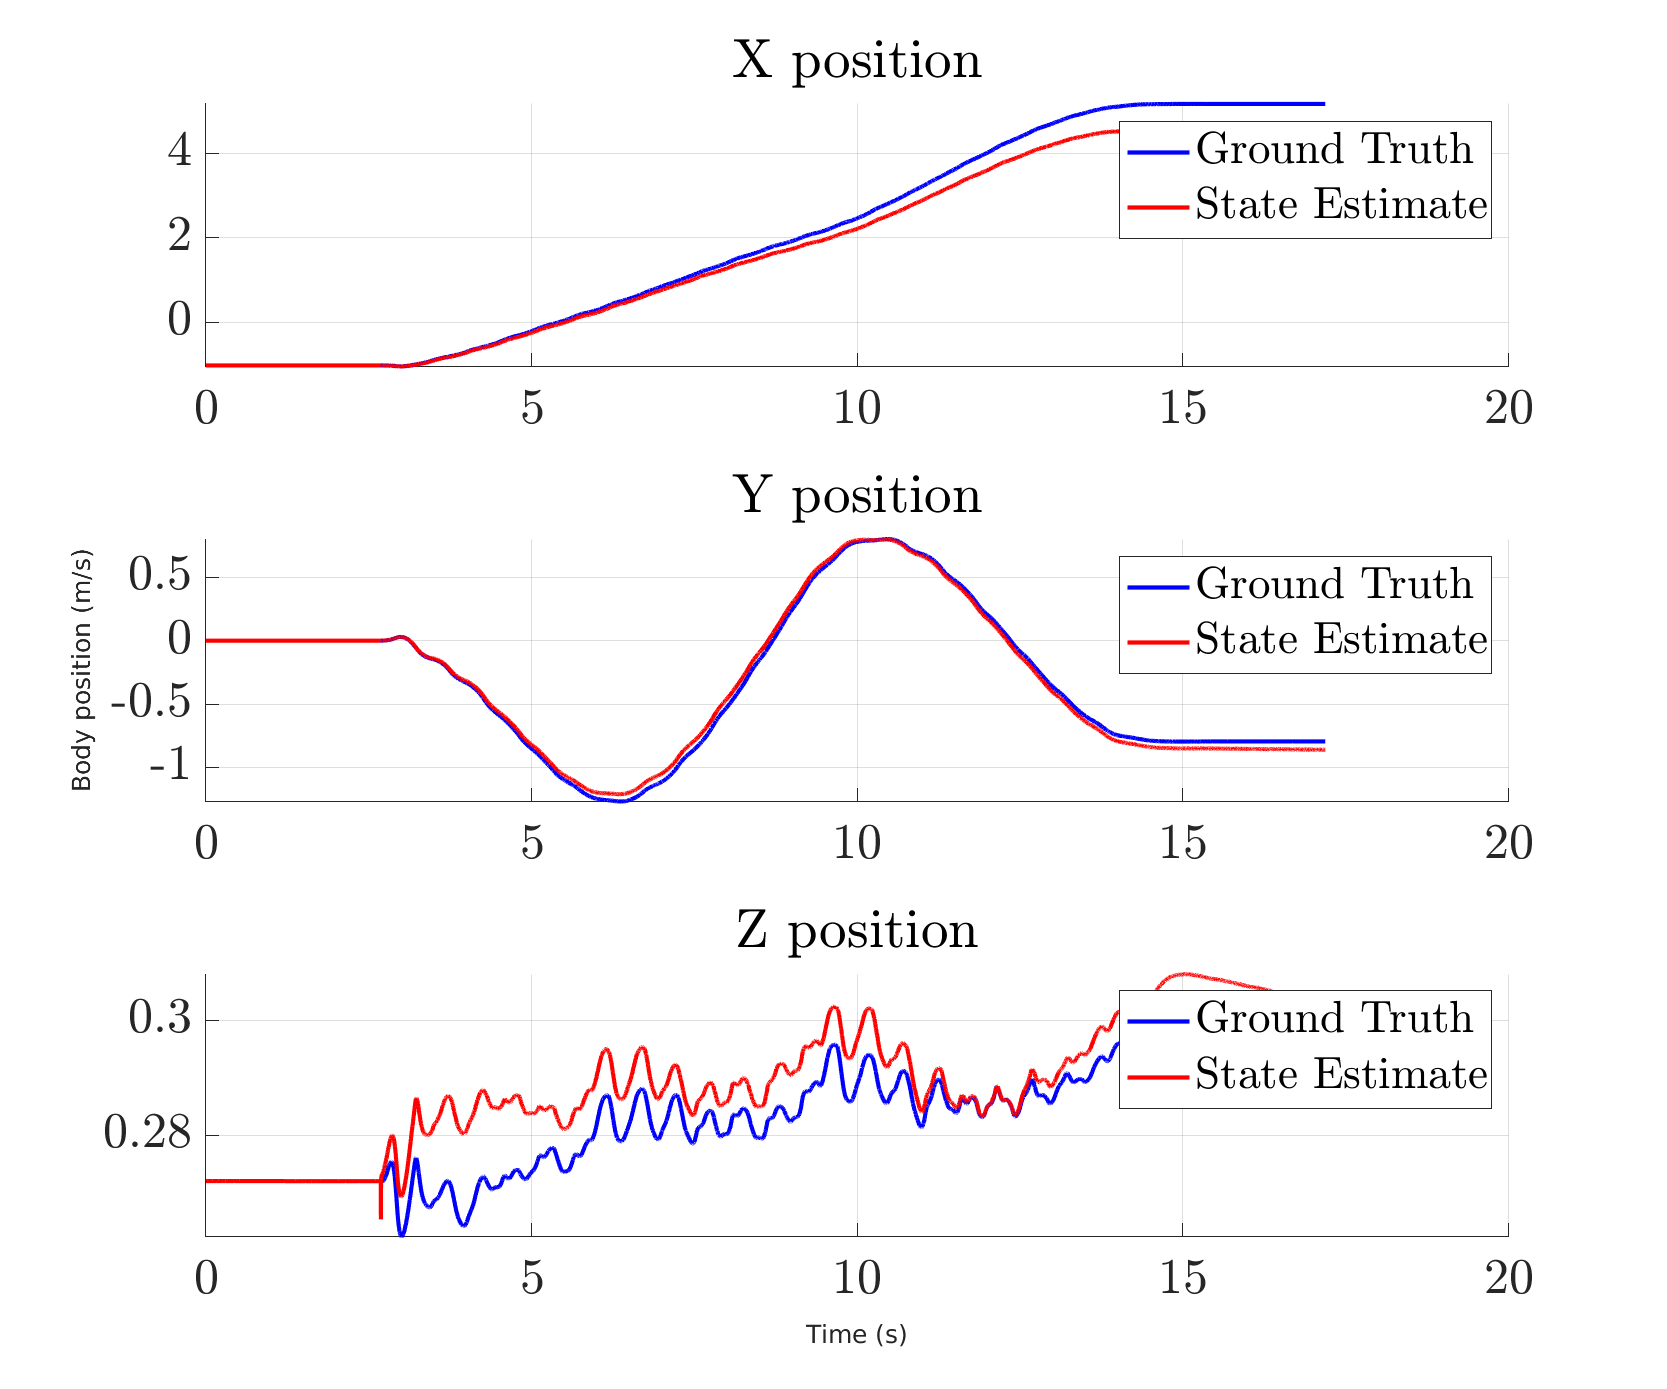 X position
4
2
0
Ground Truth
State Estimate
0 5 10 15 20
Y position
Body position (m/s)
0.5
0
-0.5
-1
Ground Truth
State Estimate
0 5 10 15 20
Z position
0.3
0.28
Ground Truth
State Estimate
0 5 10 15 20
Time (s)